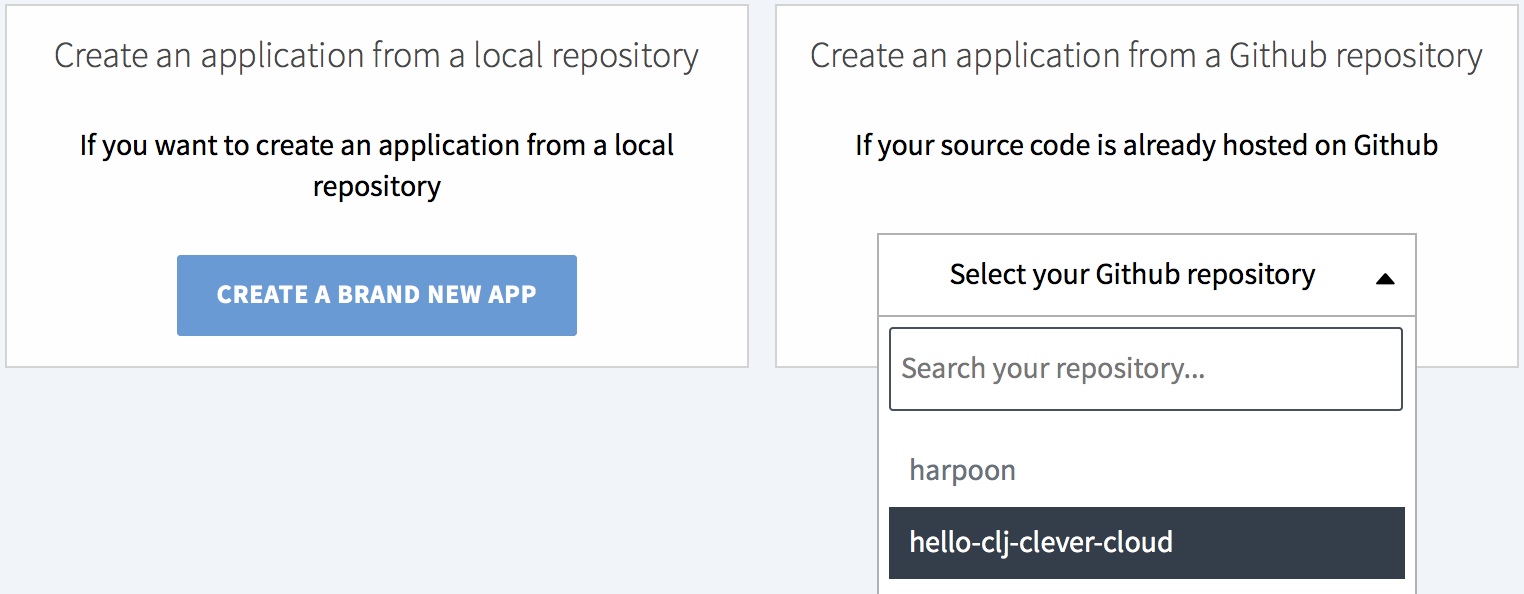 Create an application from a local repository
If you want to create an application from a local
repository
CREATE A BRAND NEW APP
Create an application from a Github repository
If your source code is already hosted on Github
Select your Github repository
Search your repository...
harpoon
hello-clj-clever-cloud